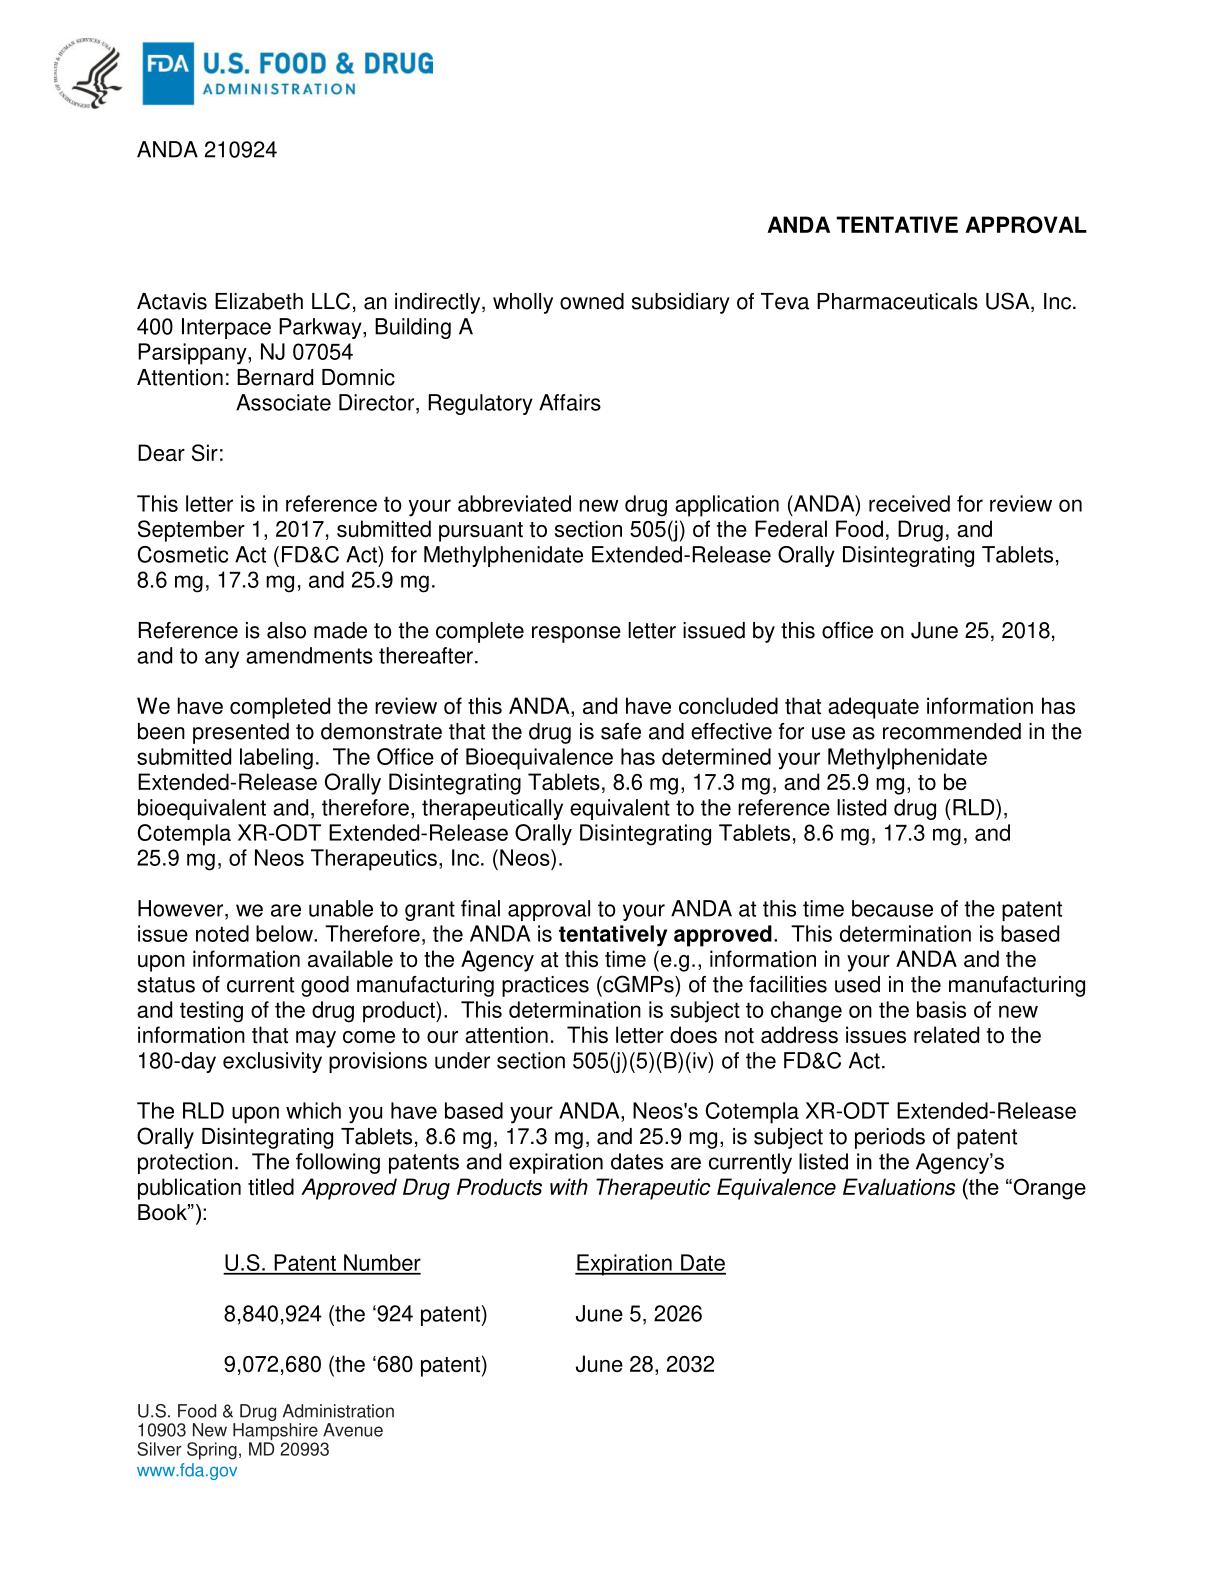 DEPARTMENT OF HEALTH & HUMAN SERVICES USA
FDA
U.S. FOOD & DRUG
ADMINISTRATION
ANDA 210924
ANDA TENTATIVE APPROVAL
Actavis Elizabeth LLC, an indirectly, wholly owned subsidiary of Teva Pharmaceuticals USA, Inc.
400 Interpace Parkway, Building A
Parsippany, NJ 07054
Attention: Bernard Domnic
Associate Director, Regulatory Affairs
Dear Sir:
This letter is in reference to your abbreviated new drug application (ANDA) received for review on
September 1, 2017, submitted pursuant to section 505(j) of the Federal Food, Drug, and
Cosmetic Act (FD&C Act) for Methylphenidate Extended-Release Orally Disintegrating Tablets,
8.6 mg, 17.3 mg, and 25.9 mg.
Reference is also made to the complete response letter issued by this office on June 25, 2018,
and to any amendments thereafter.
We have completed the review of this ANDA, and have concluded that adequate information has
been presented to demonstrate that the drug is safe and effective for use as recommended in the
submitted labeling.  The Office of Bioequivalence has determined your Methylphenidate
Extended-Release Orally Disintegrating Tablets, 8.6 mg, 17.3 mg, and 25.9 mg, to be
bioequivalent and, therefore, therapeutically equivalent to the reference listed drug (RLD),
Cotempla XR-ODT Extended-Release Orally Disintegrating Tablets, 8.6 mg, 17.3 mg, and
25.9 mg, of Neos Therapeutics, Inc. (Neos).
However, we are unable to grant final approval to your ANDA at this time because of the patent
issue noted below. Therefore, the ANDA is tentatively approved.  This determination is based
upon information available to the Agency at this time (e.g., information in your ANDA and the
status of current good manufacturing practices (cGMPs) of the facilities used in the manufacturing
and testing of the drug product).  This determination is subject to change on the basis of new
information that may come to our attention.  This letter does not address issues related to the
180-day exclusivity provisions under section 505(j)(5)(B)(iv) of the FD&C Act.
The RLD upon which you have based your ANDA, Neos's Cotempla XR-ODT Extended-Release
Orally Disintegrating Tablets, 8.6 mg, 17.3 mg, and 25.9 mg, is subject to periods of patent
protection.  The following patents and expiration dates are currently listed in the Agency’s
publication titled Approved Drug Products with Therapeutic Equivalence Evaluations (the “Orange
Book”):
U.S. Patent Number Expiration Date
8,840,924 (the ‘924 patent) June 5, 2026
9,072,680 (the ‘680 patent) June 28, 2032
U.S. Food & Drug Administration
10903 New Hampshire Avenue
Silver Spring, MD 20993
www.fda.gov